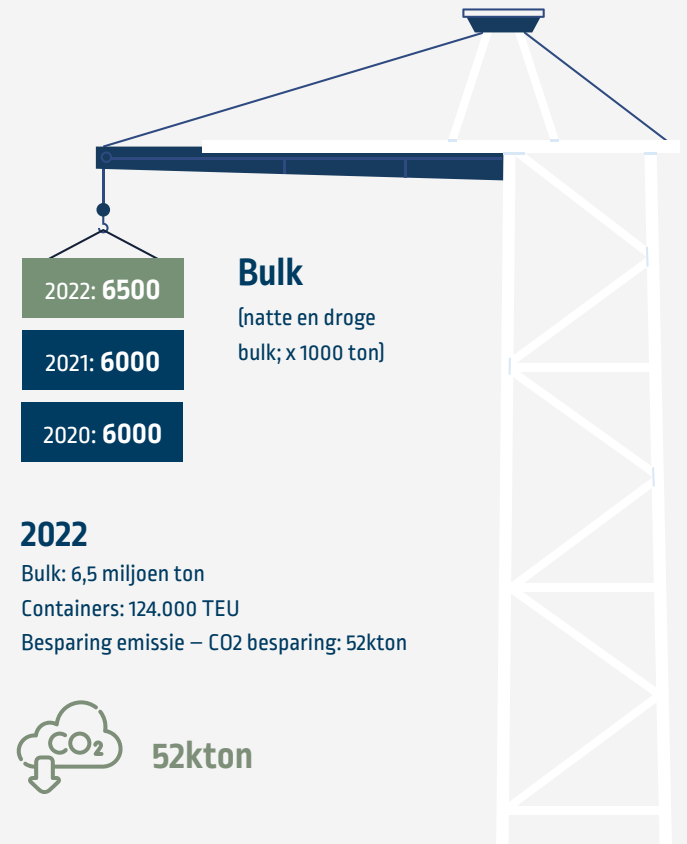 2022: 6500
2021: 6000
2020: 6000
Bulk
(natte en droge
bulk; x 1000 ton)
2022
Bulk: 6,5 miljoen ton
Containers: 124.000 TEU
Besparing emissie – CO2 besparing: 52kton
CO2
52kton